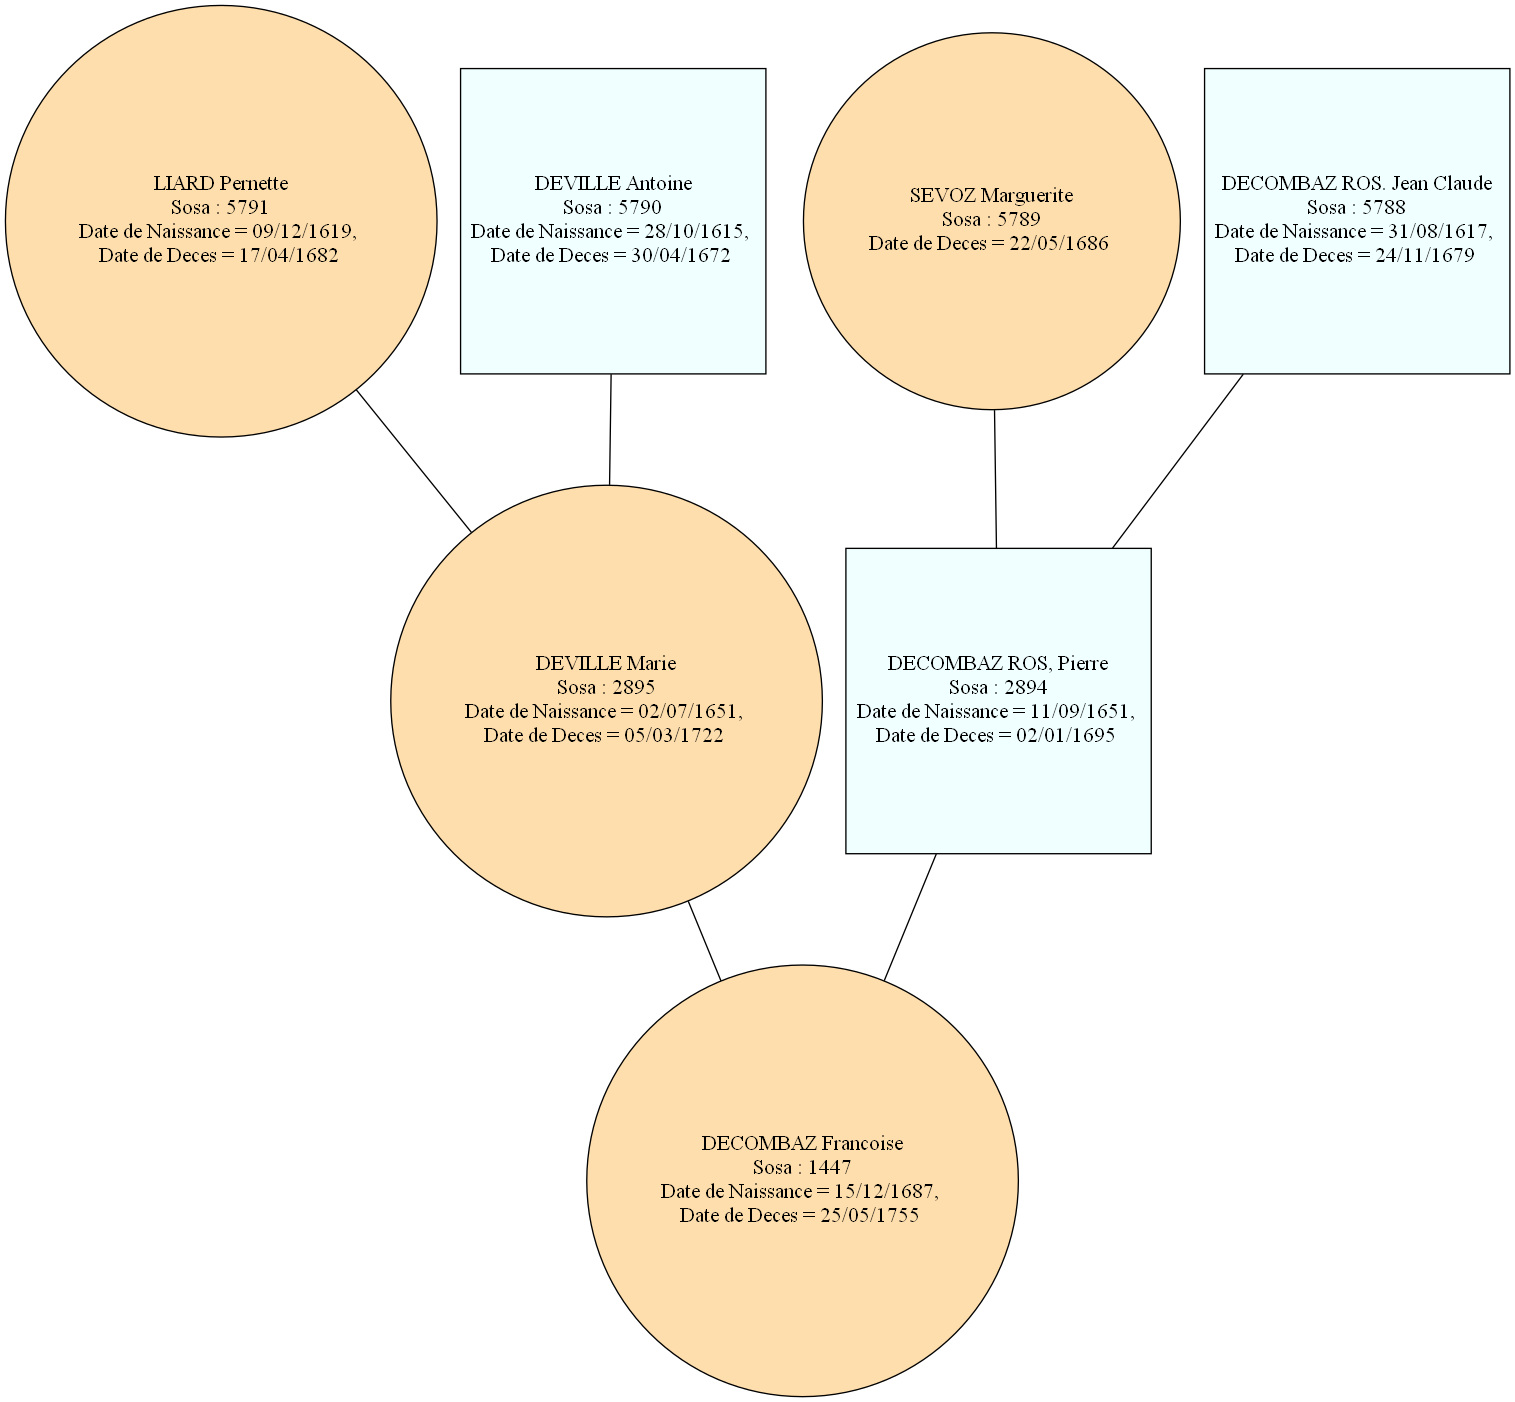 LIARD Pernette
Sosa : 5791
Date de Naissance = 09/12/1619,
Date de Deces = 17/04/1682
DEVILLE Antoine
Sosa : 5790
Date de Naissance = 28/10/1615,
Date de Deces = 30/04/1672
SEVOZ Marguerite
Sosa : 5789
Date de Deces = 22/05/1686
DECOMBAZ ROS. Jean Claude
Sosa : 5788
Date de Naissance = 31/08/1617,
Date de Deces = 24/11/1679
DEVILLE Marie
Sosa : 2895
Date de Naissance = 02/07/1651,
Date de Deces = 05/03/1722
DECOMBAZ ROS, Pierre
Sosa : 2894
Date de Naissance = 11/09/1651,
Date de Deces = 02/01/1695
DECOMBAZ Francoise
Sosa : 1447
Date de Naissance = 15/12/1687,
Date de Deces = 25/05/1755